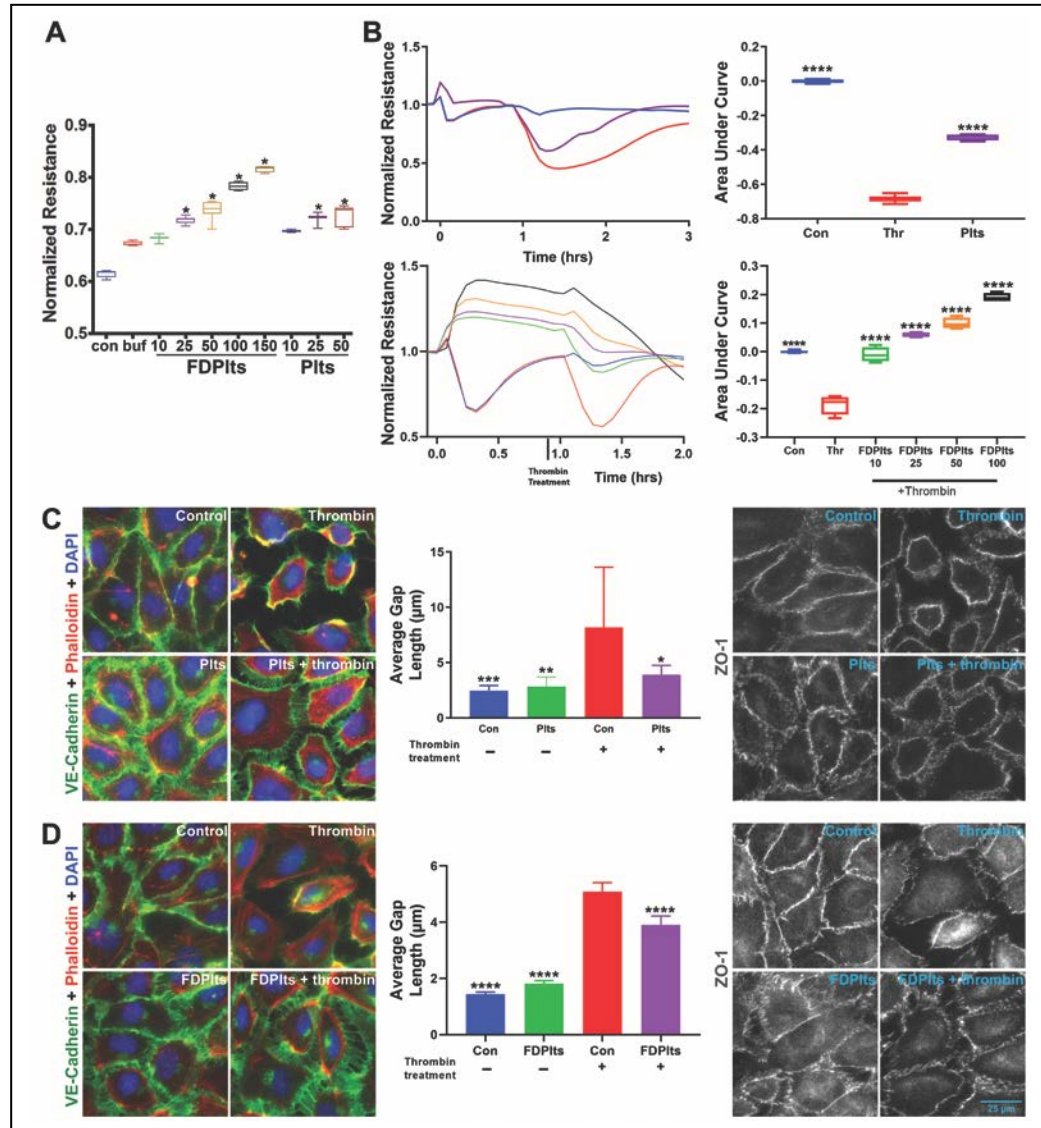 A
Normalized Resistance
0.9
0.8
0.7
0.6
0.5
con buf 10 25 50 100 150 10 25 50
FDPlts Plts
* * * * * *
B
Normalized Resistance
1.5
1.0
0.5
0.0
0 1 2 3
Time (hrs)
Area Under Curve
0.2
0.0
-0.2
-0.4
-0.6
-0.8
**** ****
Con Thr Plts
Normalized Resistance
1.5
1.0
0.5
0.0 0.5 1.0 1.5 2.0
Thrombin
Treatment
Time (hrs)
Area Under Curve
0.3
0.2
0.1
0.0
-0.1
-0.2
-0.3
**** **** **** **** ****
Con Thr FDPlts FDPlts FDPlts FDPlts
10 25 50 100
+Thrombin
C
VE-Cadherin + Phalloidin + DAPI
Control Thrombin
Plts Plts + thrombin
Average Gap
Length (µm)
15
10
5
0
*** ** *
Con Plts Con Plts
Thrombin
treatment
– – + +
ZO-1
Control Thrombin
Plts Plts + thrombin
D
VE-Cadherin + Phalloidin + DAPI
Control Thrombin
FDPlts FDPlts + thrombin
Average Gap
Length (µm)
6
4
2
0
**** **** ****
Con FDPlts Con FDPlts
Thrombin
treatment
– – + +
ZO-1
Control Thrombin
FDPlts FDPlts + thrombin
25 µm